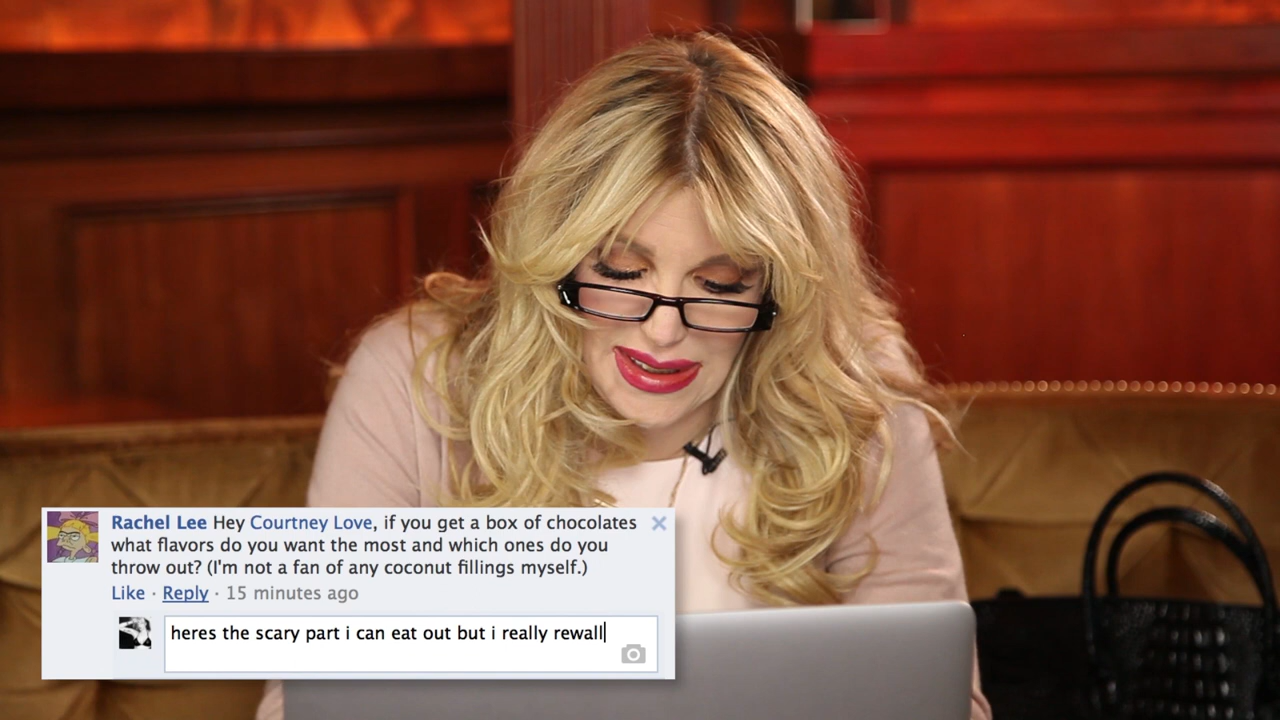 Rachel Lee Hey Courtney Love, if you get a box of chocolates
what flavors do you want the most and which ones do you
throw out? (I'm not a fan of any coconut fillings myself.)
Like · Reply · 15 minutes ago
heres the scary part i can eat out but i really rewall